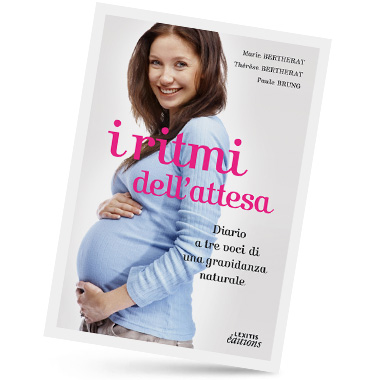 Marie BERTHERAT
Thérèse BERTHERAT
Paule BRUNG
i ritmi
dell'attesa
Diario
a tre voci di
una gravidanza
naturale
LEXITIS
éditions